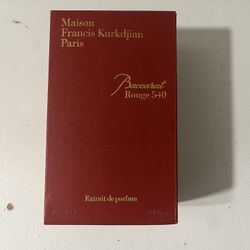 Maison
Francis Kurkdjian
Paris
Baccarat
Rouge 540
Extrait de parfum